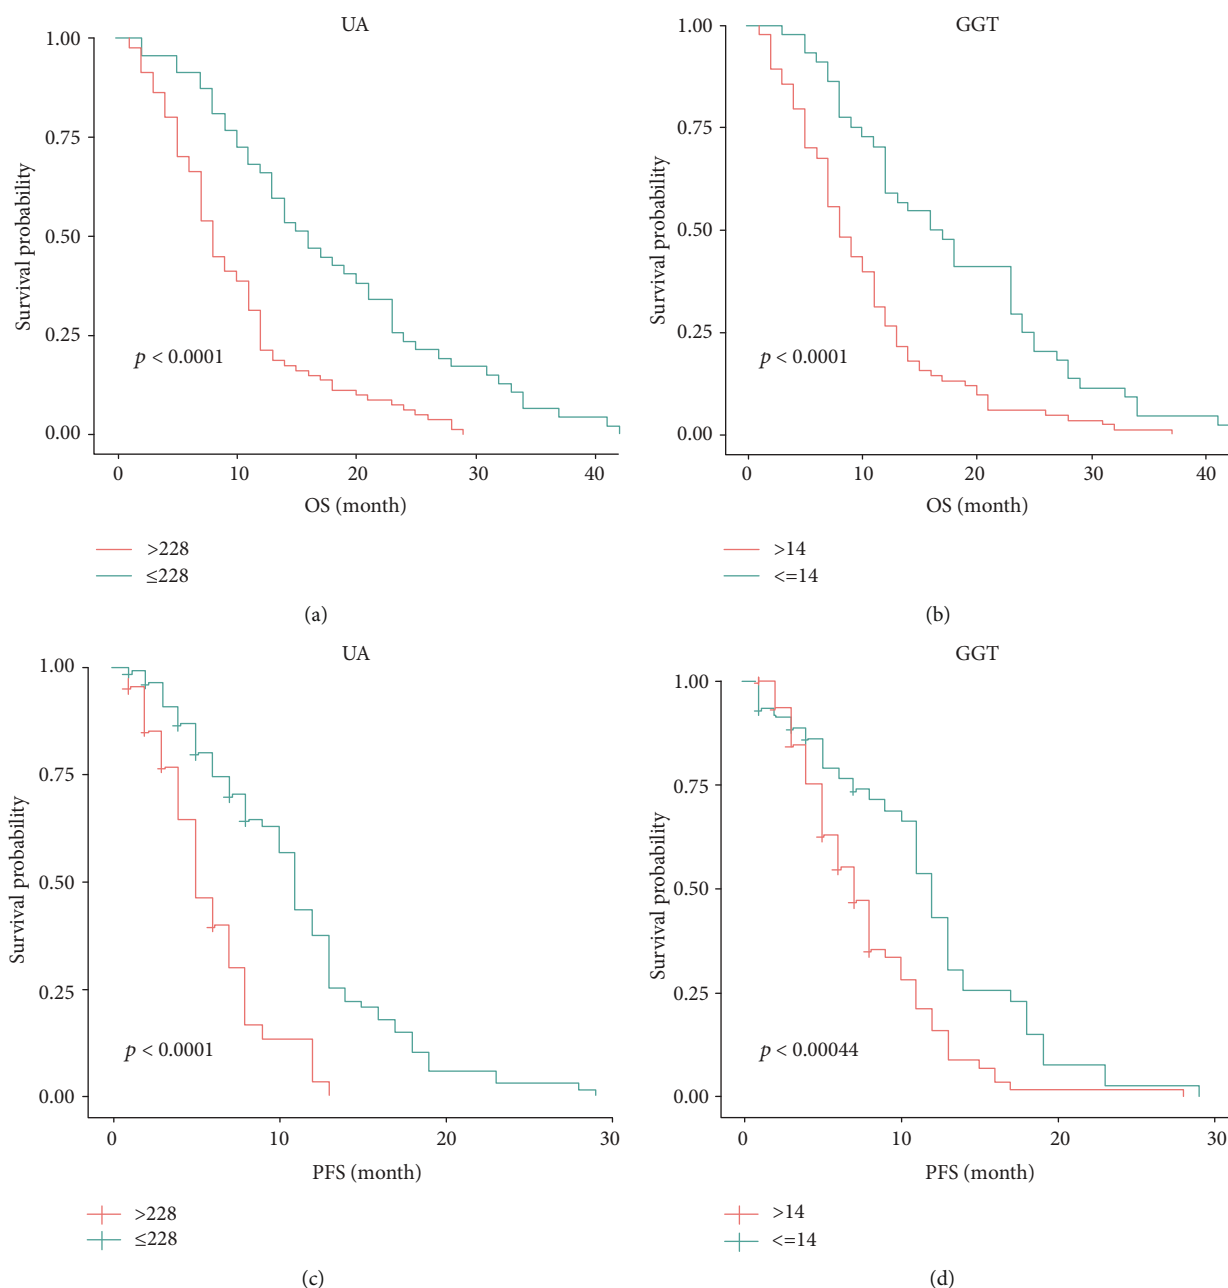 UA
1.00
0.75
0.50
0.25
0.00
Survival probability
p < 0.0001
0 10 20 30 40
OS (month)
>228
≤228
(a)
GGT
1.00
0.75
0.50
0.25
0.00
Survival probability
p < 0.0001
0 10 20 30 40
OS (month)
>14
<=14
(b)
UA
1.00
0.75
0.50
0.25
0.00
Survival probability
p < 0.0001
0 10 20 30
PFS (month)
>228
≤228
(c)
GGT
1.00
0.75
0.50
0.25
0.00
Survival probability
p < 0.00044
0 10 20 30
PFS (month)
>14
<=14
(d)